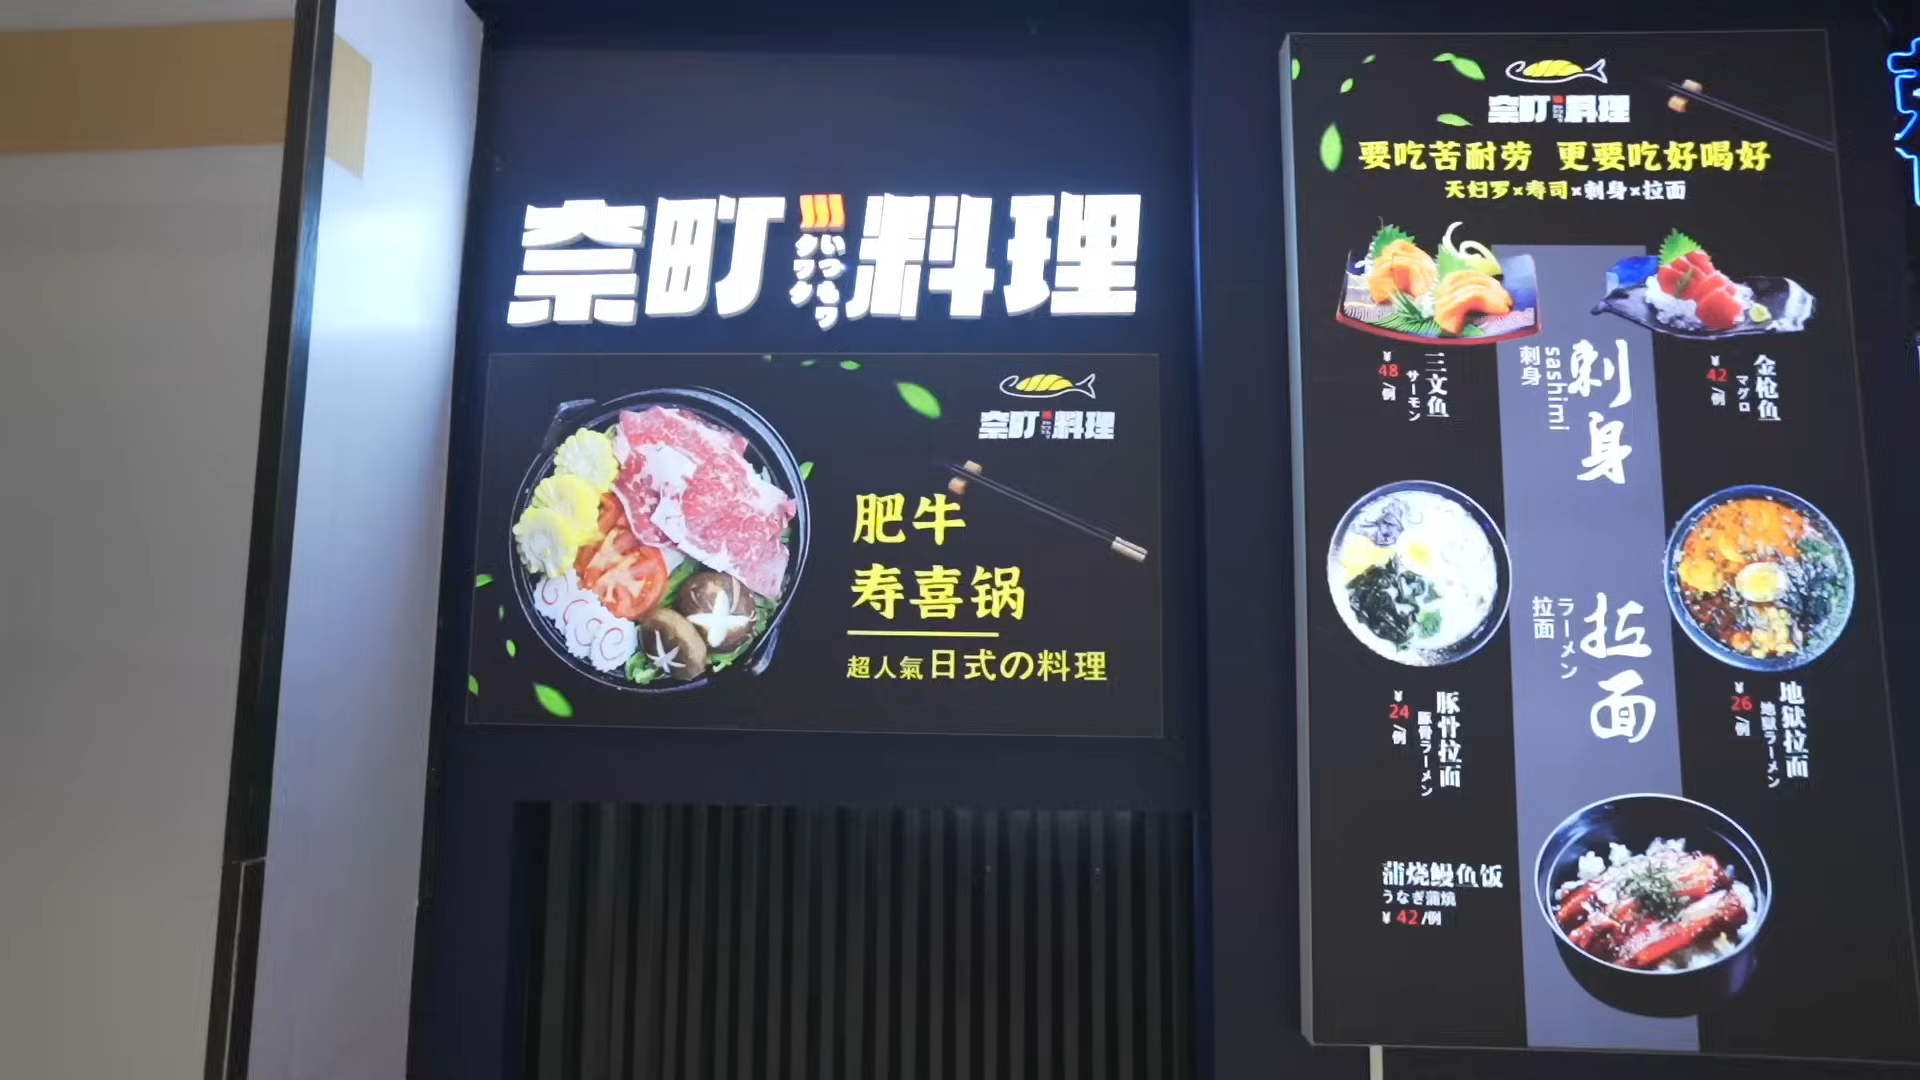 奈町料理
奈町料理
肥牛
寿喜锅
超人氣日式の料理
奈町料理
要吃苦耐劳 更要吃好喝好
天妇罗×寿司×刺身×拉面
三文鱼
サーモン
¥48/例
刺身
sashimi
刺身
金枪鱼
マグロ
¥42/例
豚骨拉面
豚骨ラーメン
¥24/例
拉面
ラーメン
拉面
地狱拉面
地獄ラーメン
¥26/例
蒲烧鳗鱼饭
うなぎ蒲燒
¥42/例